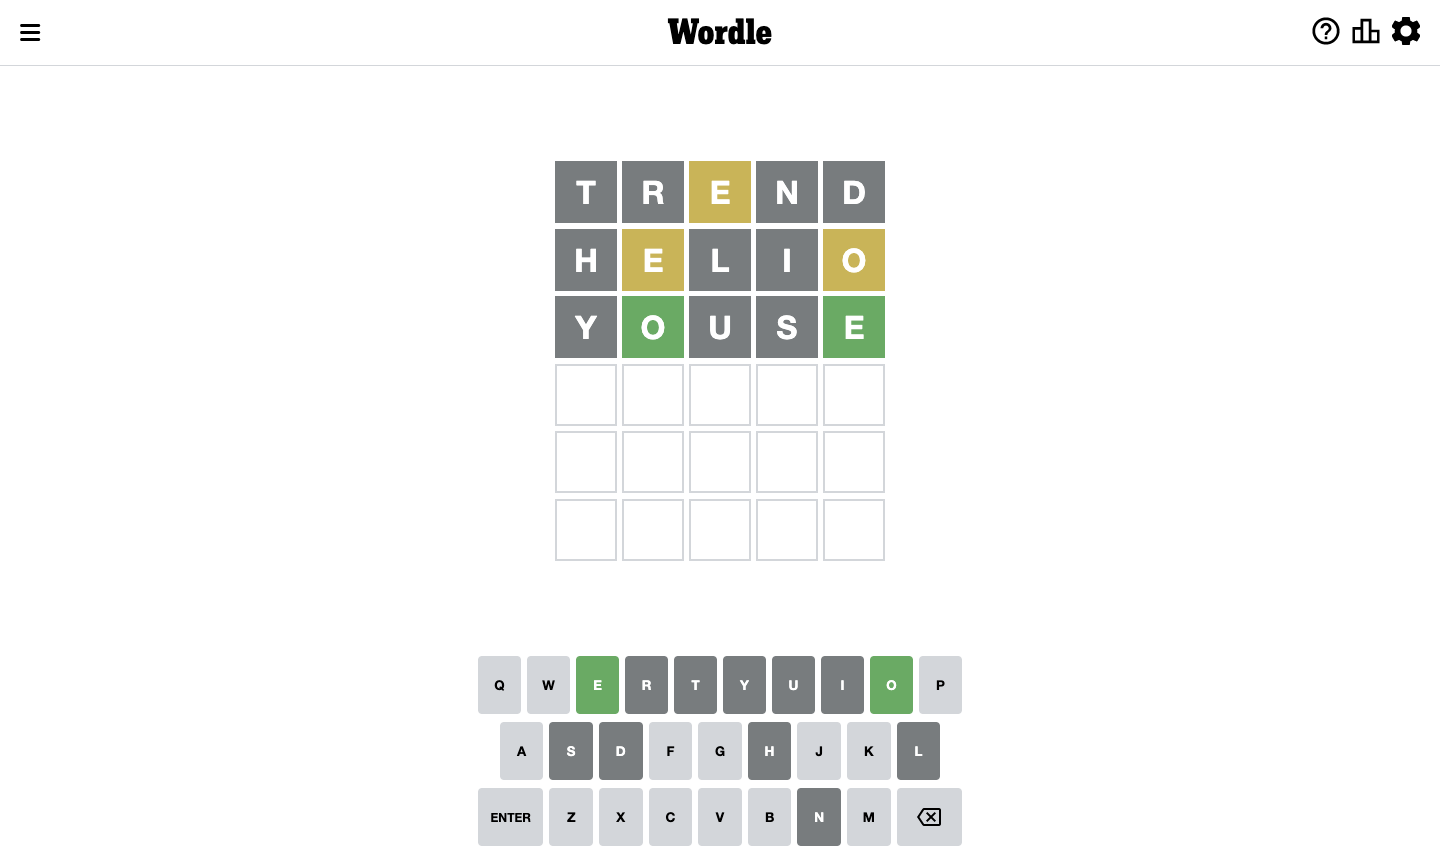 Wordle
T R E N D
H E L I O
Y O U S E
Q W E R T Y U I O P
A S D F G H J K L
ENTER Z X C V B N M